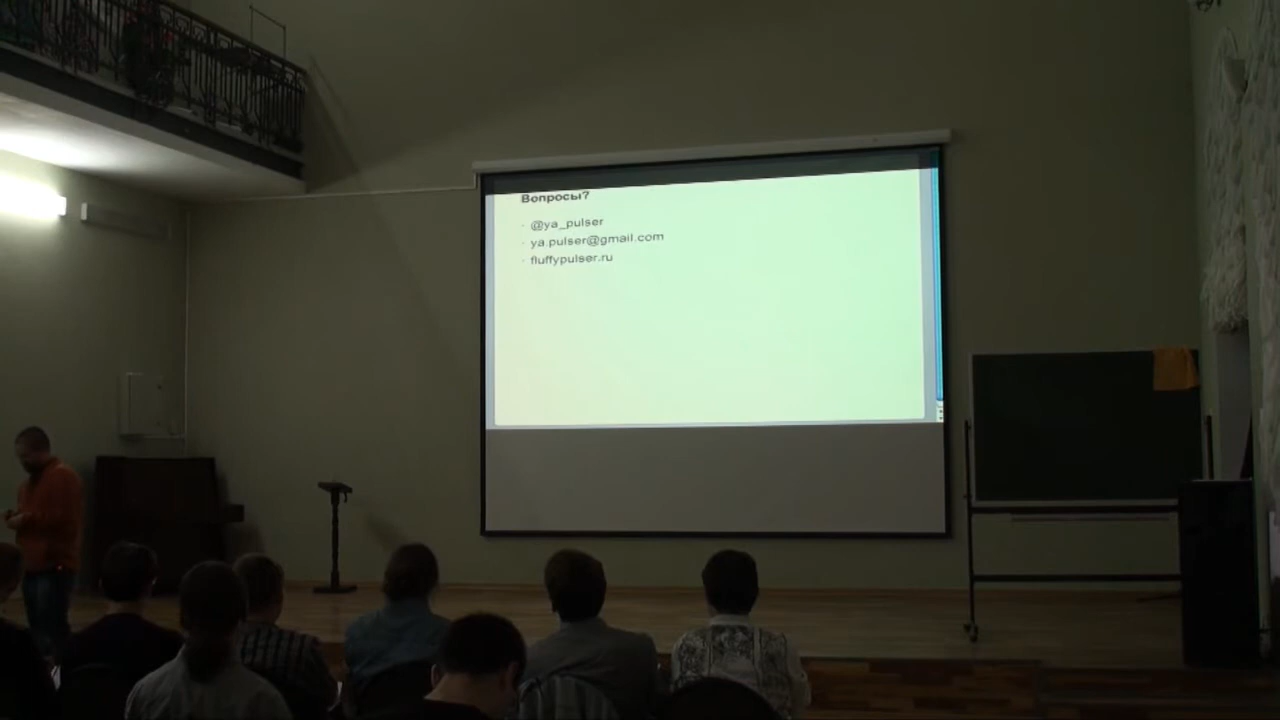 Вопросы?
@ya_pulser
ya.pulser@gmail.com
fluffypulser.ru